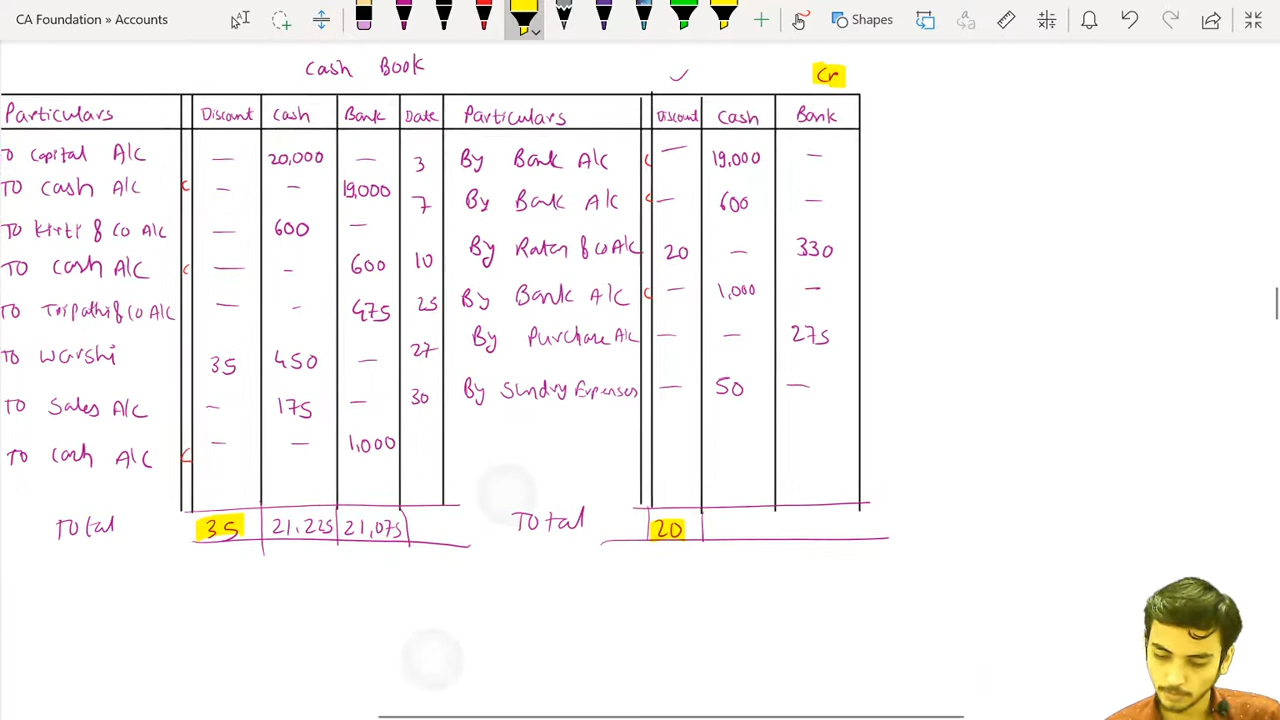 CA Foundation » Accounts
Shapes
Cash Book
Cr
Particulars Discount Cash Bank Date Particulars Discount Cash Bank
To Capital A/c — 20,000 — 3 By Bank A/c C — 19,000 —
To Cash A/c C — - 19,000 7 By Bank A/c C — 600 —
To Kirti & Co A/c — 600 — 10 By Ratan & Co A/c 20 — 330
To Cash A/c C — - 600 25 By Bank A/c C — 1,000 —
To Tripathi & Co A/c — - 475 27 By Purchase A/c — — 275
To Warshi 35 450 — 30 By Sundry Expenses — 50 —
To Sales A/c - 175 —
To Cash A/c C — — 1,000
Total 35 21,225 21,075 Total 20